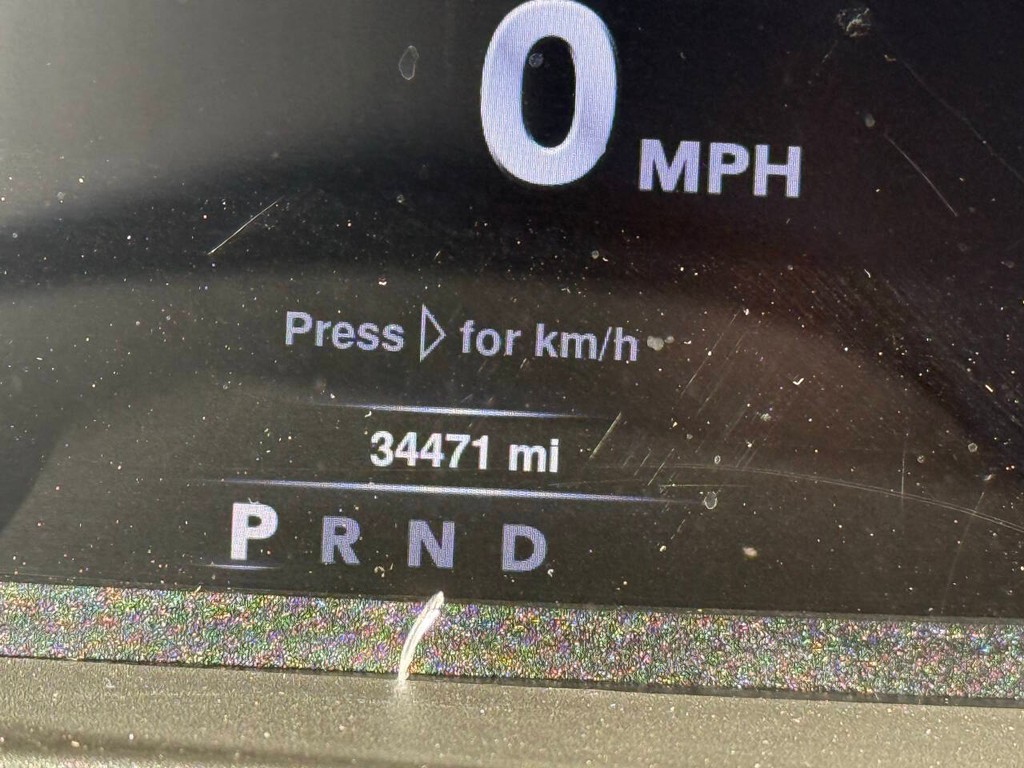 0 MPH
Press ▷ for km/h
34471 mi
P R N D